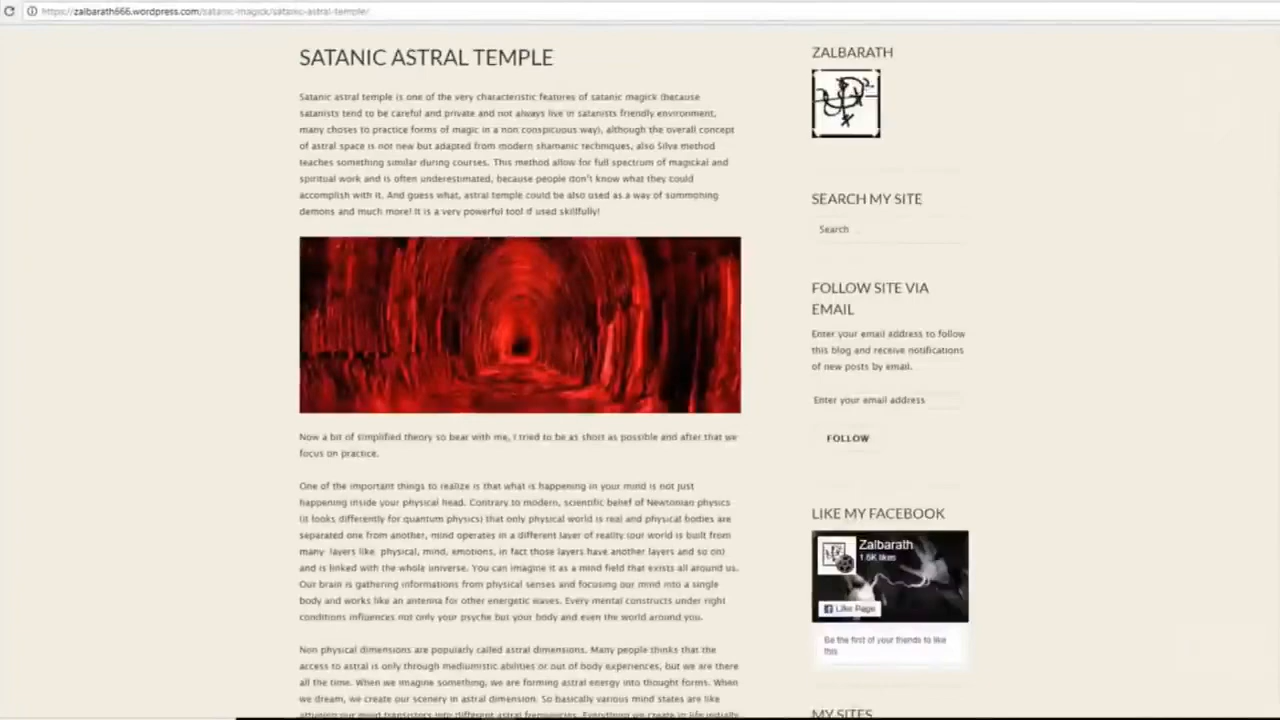 https://zalbarath666.wordpress.com/satanic-magick/satanic-astral-temple/
SATANIC ASTRAL TEMPLE
Satanic astral temple is one of the very characteristic features of satanic magick (because
satanists tend to be careful and private and not always live in satanists friendly environment,
many choses to practice forms of magic in a non conspicuous way), although the overall concept
of astral space is not new but adapted from modern shamanic techniques, also Silva method
teaches something similar during courses. This method allow for full spectrum of magickal and
spiritual work and is often underestimated, because people don't know what they could
accomplish with it. And guess what, astral temple could be also used as a way of summoning
demons and much more! It is a very powerful tool if used skillfully!
Now a bit of simplified theory so bear with me, I tried to be as short as possible and after that we
focus on practice.
One of the important things to realize is that what is happening in your mind is not just
happening inside your physical head. Contrary to modern, scientific belief of Newtonian physics
(it looks differently for quantum physics) that only physical world is real and physical bodies are
separated one from another, mind operates in a different layer of reality (our world is built from
many layers like physical, mind, emotions, in fact those layers have another layers and so on)
and is linked with the whole universe. You can imagine it as a mind field that exists all around us.
Our brain is gathering informations from physical senses and focusing our mind into a single
body and works like an antenna for other energetic waves. Every mental constructs under right
conditions influences not only your psyche but your body and even the world around you.
Non physical dimensions are popularly called astral dimensions. Many people thinks that the
access to astral is only through mediumistic abilities or out of body experiences, but we are there
all the time. When we imagine something, we are forming astral energy into thought forms. When
we dream, we create our scenery in astral dimension. So basically various mind states are like
attuning our mind transistors into different astral frequencies. Everything we create in life initially
ZALBARATH
SEARCH MY SITE
Search
FOLLOW SITE VIA
EMAIL
Enter your email address to follow
this blog and receive notifications
of new posts by email.
Enter your email address
FOLLOW
LIKE MY FACEBOOK
Zalbarath
1.6K likes
Like Page
Be the first of your friends to like
this
MY SITES